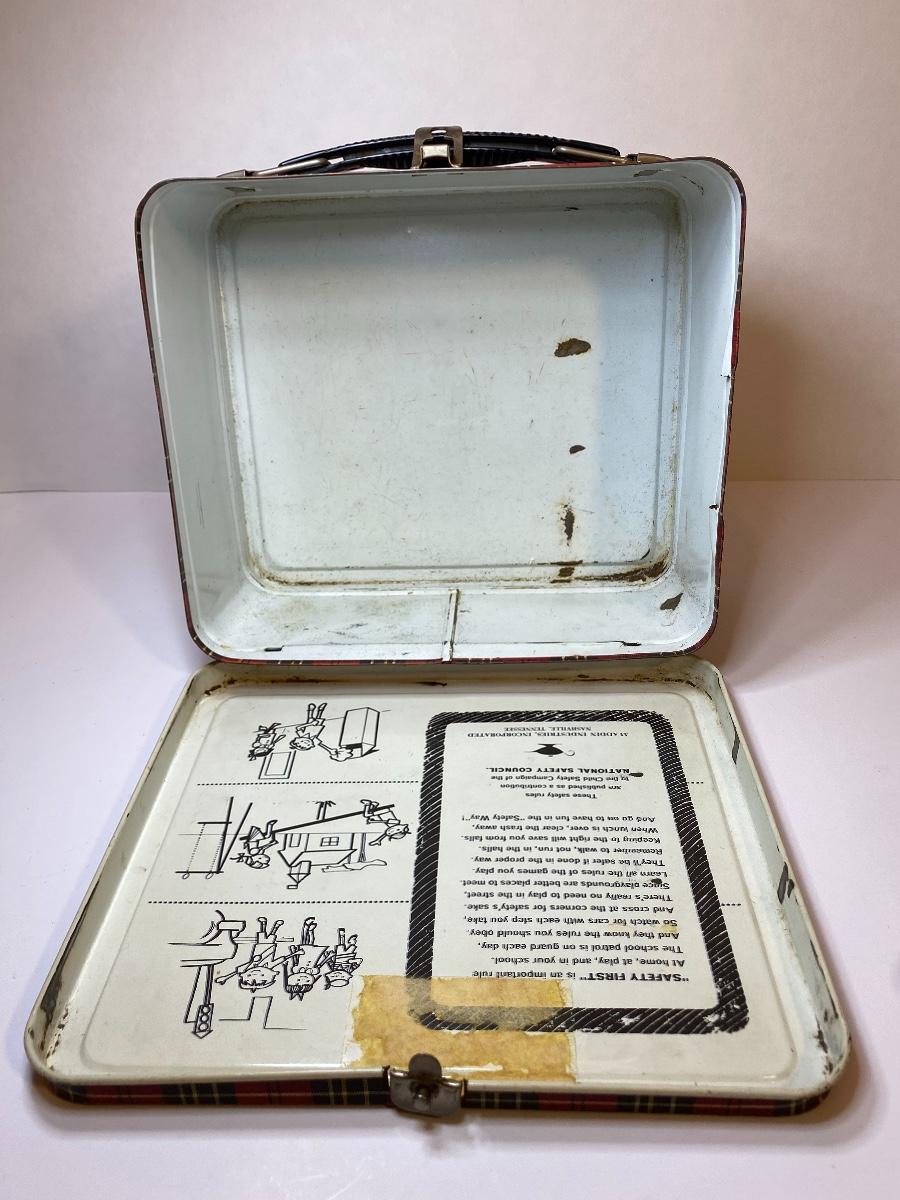 "SAFETY FIRST" is an important rule
At home, at play, and in your school.
The school patrol is on guard each day,
And they know the rules you should obey.
So watch for cars with each step you take,
And cross at the corners for safety's sake.
There's really no need to play in the street,
Since playgrounds are better places to meet.
Learn all the rules of the games you play,
They'll be safer if done in the proper way.
Remember to walk, not run, in the halls.
Keeping to the right will save you from falls.
When lunch is over, clear the trash away,
And go on to have fun in the "Safety Way"!
These safety rules
are published as a contribution
to the Child Safety Campaign of the
NATIONAL SAFETY COUNCIL.
ALADDIN INDUSTRIES, INCORPORATED
NASHVILLE, TENNESSEE